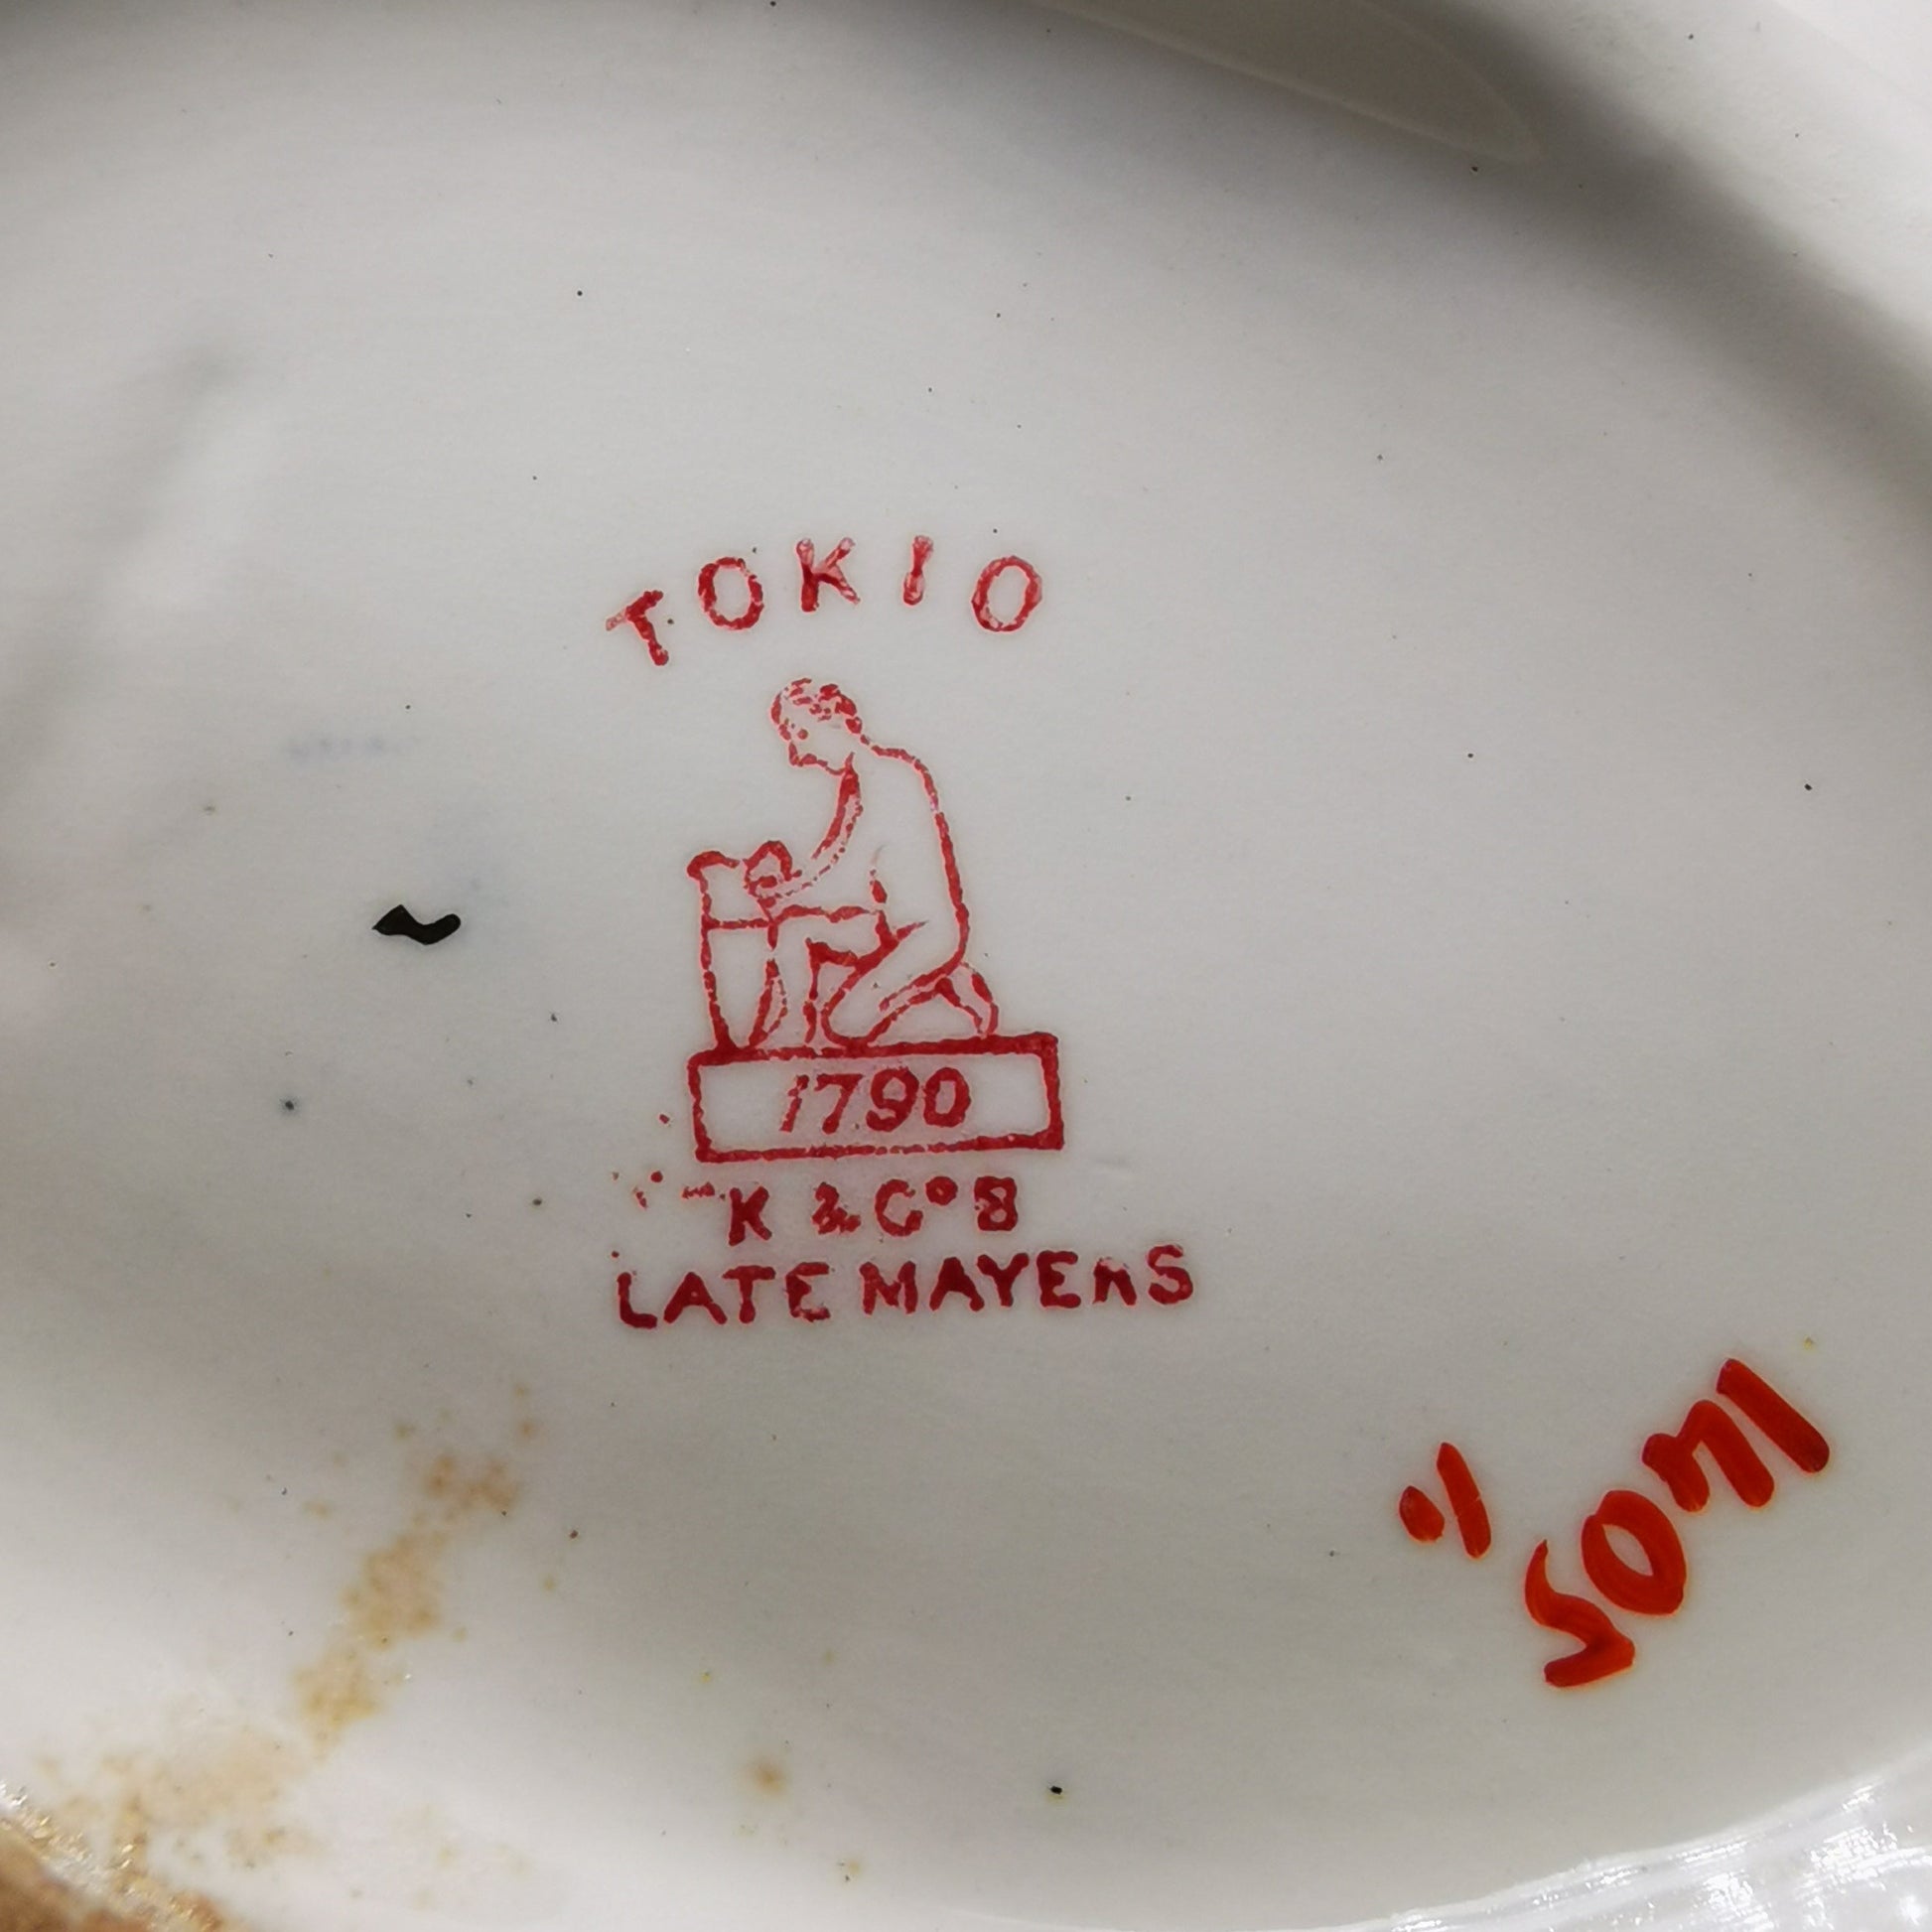 TOKIO
1790
K & Co B
LATE MAYERS